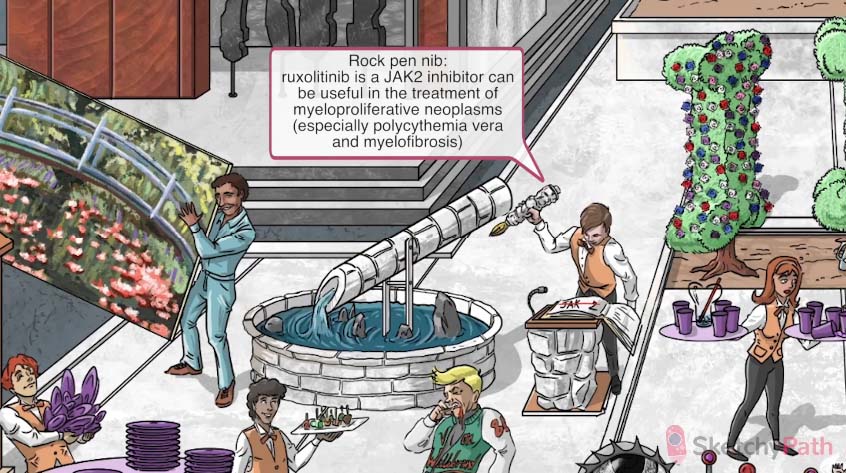 Rock pen nib:
ruxolitinib is a JAK2 inhibitor can
be useful in the treatment of
myeloproliferative neoplasms
(especially polycythemia vera
and myelofibrosis)
JAK
SketchyPath